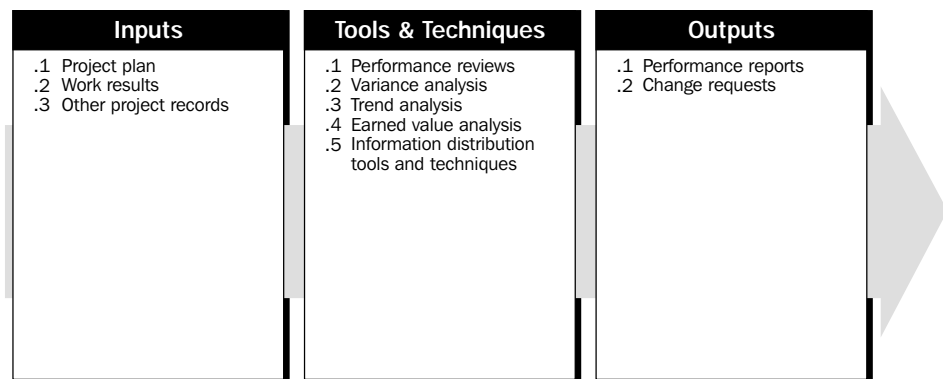 Inputs
.1 Project plan
.2 Work results
.3 Other project records
Tools & Techniques
.1 Performance reviews
.2 Variance analysis
.3 Trend analysis
.4 Earned value analysis
.5 Information distribution
tools and techniques
Outputs
.1 Performance reports
.2 Change requests